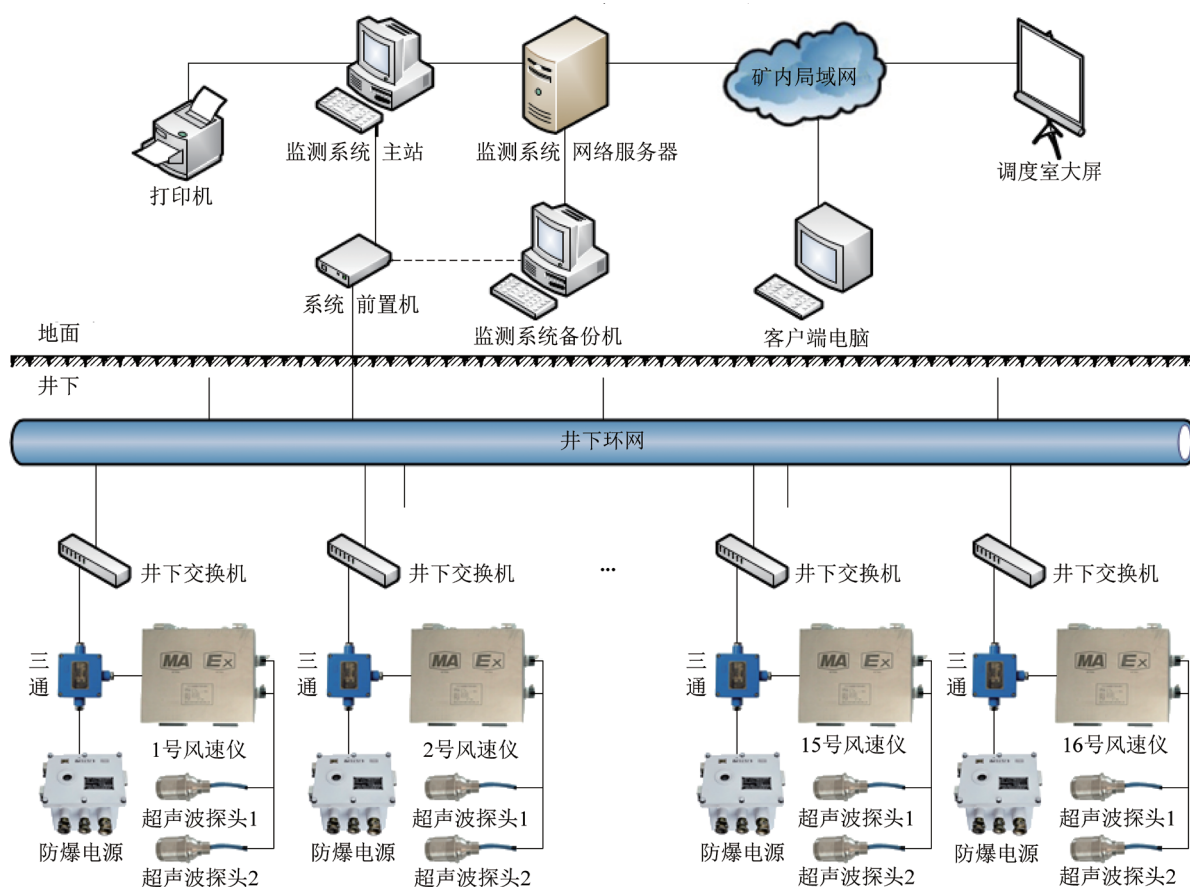 矿内局域网
监测系统 主站
监测系统 网络服务器
调度室大屏
打印机
系统 前置机
监测系统备份机
客户端电脑
地面
井下
井下环网
井下交换机
井下交换机
...
井下交换机
井下交换机
三通
MA Ex
三通
MA Ex
三通
MA Ex
三通
MA Ex
1号风速仪
2号风速仪
15号风速仪
16号风速仪
超声波探头1
超声波探头1
超声波探头1
超声波探头1
防爆电源
防爆电源
防爆电源
防爆电源
超声波探头2
超声波探头2
超声波探头2
超声波探头2